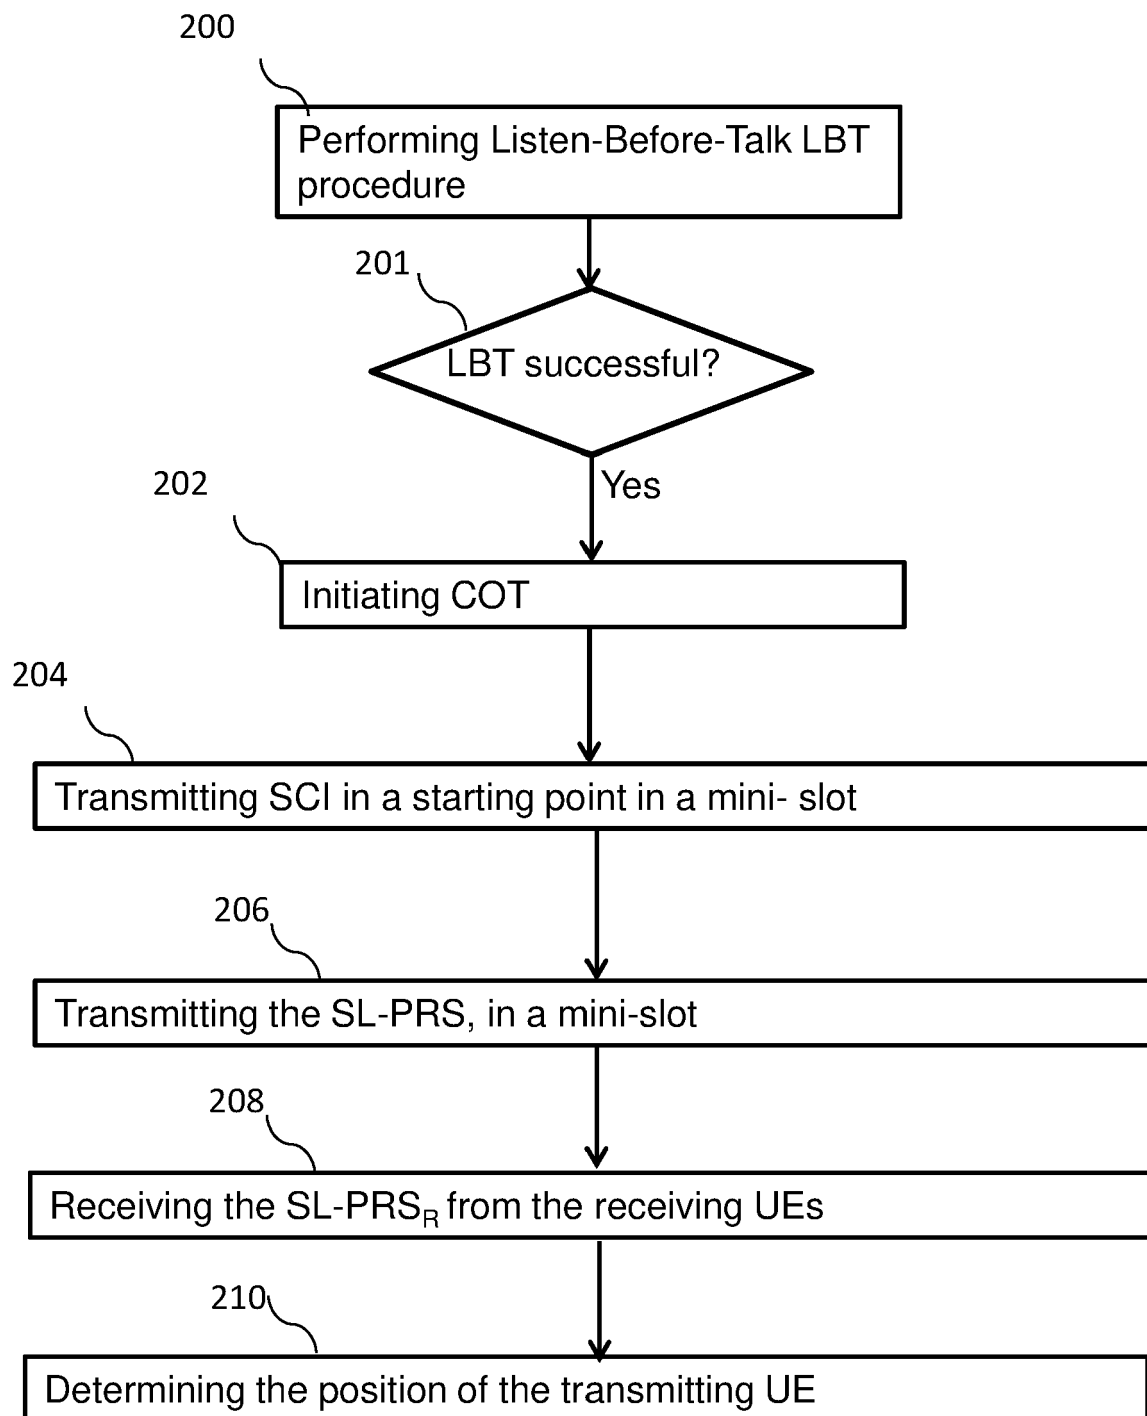 200
Performing Listen-Before-Talk LBT
procedure
201
LBT successful?
Yes
202
Initiating COT
204
Transmitting SCI in a starting point in a mini- slot
206
Transmitting the SL-PRS, in a mini-slot
208
Receiving the SL-PRSR from the receiving UEs
210
Determining the position of the transmitting UE